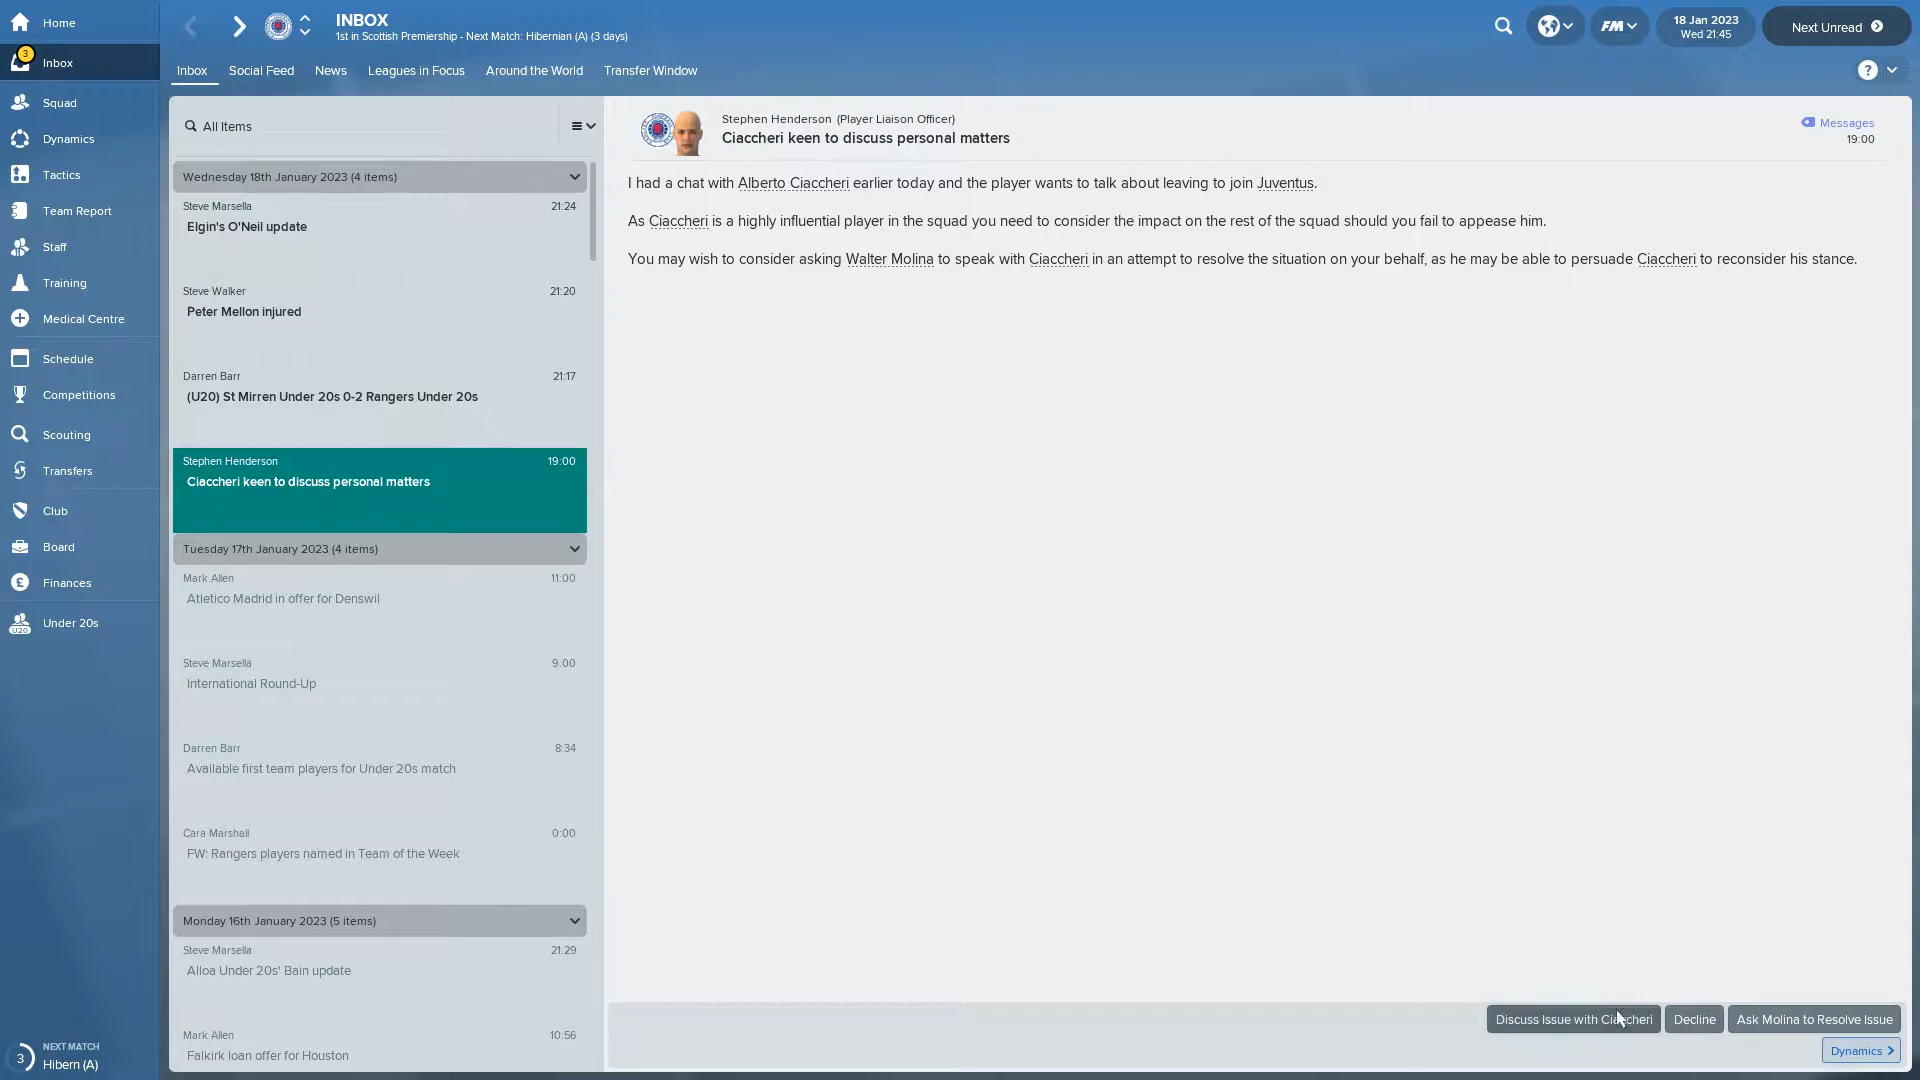 Home
3
Inbox
Squad
Dynamics
Tactics
Team Report
Staff
Training
Medical Centre
Schedule
Competitions
Scouting
Transfers
Club
Board
Finances
U20
Under 20s
3
NEXT MATCH
Hibern (A)
INBOX
1st in Scottish Premiership - Next Match: Hibernian (A) (3 days)
FM
18 Jan 2023
Wed 21:45
Next Unread
Inbox Social Feed News Leagues in Focus Around the World Transfer Window
?
All Items
Wednesday 18th January 2023 (4 items)
Steve Marsella 21:24
Elgin's O'Neil update
Steve Walker 21:20
Peter Mellon injured
Darren Barr 21:17
(U20) St Mirren Under 20s 0-2 Rangers Under 20s
Stephen Henderson 19:00
Ciaccheri keen to discuss personal matters
Tuesday 17th January 2023 (4 items)
Mark Allen 11:00
Atletico Madrid in offer for Denswil
Steve Marsella 9:00
International Round-Up
Darren Barr 8:34
Available first team players for Under 20s match
Cara Marshall 0:00
FW: Rangers players named in Team of the Week
Monday 16th January 2023 (5 items)
Steve Marsella 21:29
Alloa Under 20s' Bain update
Mark Allen 10:56
Falkirk loan offer for Houston
Stephen Henderson (Player Liaison Officer)
Ciaccheri keen to discuss personal matters
Messages
19:00
I had a chat with Alberto Ciaccheri earlier today and the player wants to talk about leaving to join Juventus.
As Ciaccheri is a highly influential player in the squad you need to consider the impact on the rest of the squad should you fail to appease him.
You may wish to consider asking Walter Molina to speak with Ciaccheri in an attempt to resolve the situation on your behalf, as he may be able to persuade Ciaccheri to reconsider his stance.
Discuss Issue with Ciaccheri Decline Ask Molina to Resolve Issue
Dynamics